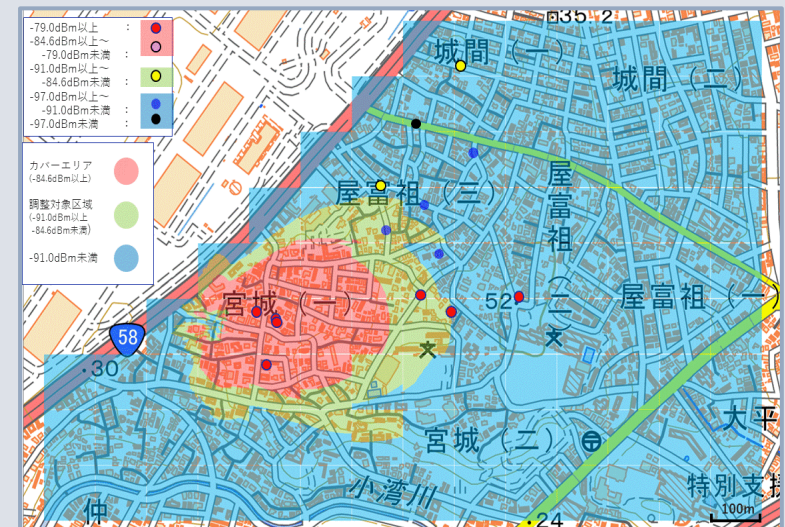 -79.0dBm以上 :
-84.6dBm以上～
-79.0dBm未満 :
-91.0dBm以上～
-84.6dBm未満 :
-97.0dBm以上～
-91.0dBm未満 :
-97.0dBm未満 :
カバーエリア
(-84.6dBm以上)
調整対象区域
(-91.0dBm以上
-84.6dBm未満)
-91.0dBm未満
35 2
城間 (一)
城間 (二)
屋富祖 (三)
屋富祖 (二)
屋富祖 (一)
宮城 (一)
52
58
・30
宮城 (二)
大平
特別支援
小湾川
仲
・24
100m